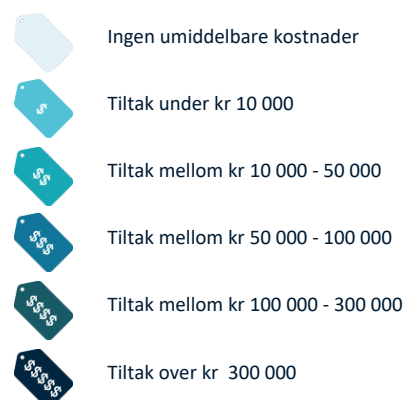 Ingen umiddelbare kostnader
$
Tiltak under kr 10 000
$$
Tiltak mellom kr 10 000 - 50 000
$$$
Tiltak mellom kr 50 000 - 100 000
$$$$
Tiltak mellom kr 100 000 - 300 000
$$$$$
Tiltak over kr  300 000